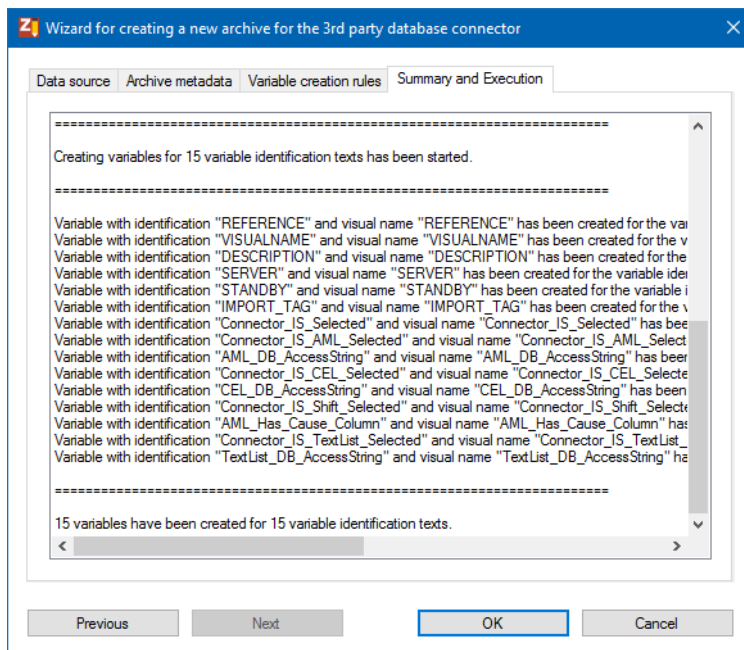 Wizard for creating a new archive for the 3rd party database connector
Data source Archive metadata Variable creation rules Summary and Execution
=======================================================================
Creating variables for 15 variable identification texts has been started.
=======================================================================
Variable with identification "REFERENCE" and visual name "REFERENCE" has been created for the var
Variable with identification "VISUALNAME" and visual name "VISUALNAME" has been created for the v
Variable with identification "DESCRIPTION" and visual name "DESCRIPTION" has been created for the
Variable with identification "SERVER" and visual name "SERVER" has been created for the variable ider
Variable with identification "STANDBY" and visual name "STANDBY" has been created for the variable i
Variable with identification "IMPORT_TAG" and visual name "IMPORT_TAG" has been created for the v
Variable with identification "Connector_IS_Selected" and visual name "Connector_IS_Selected" has bee
Variable with identification "Connector_IS_AML_Selected" and visual name "Connector_IS_AML_Select
Variable with identification "AML_DB_AccessString" and visual name "AML_DB_AccessString" has beer
Variable with identification "Connector_IS_CEL_Selected" and visual name "Connector_IS_CEL_Selecte
Variable with identification "CEL_DB_AccessString" and visual name "CEL_DB_AccessString" has been
Variable with identification "Connector_IS_Shift_Selected" and visual name "Connector_IS_Shift_Selecte
Variable with identification "AML_Has_Cause_Column" and visual name "AML_Has_Cause_Column" has
Variable with identification "Connector_IS_TextList_Selected" and visual name "Connector_IS_TextList_
Variable with identification "TextList_DB_AccessString" and visual name "TextList_DB_AccessString" ha
=======================================================================
15 variables have been created for 15 variable identification texts.
Previous Next OK Cancel